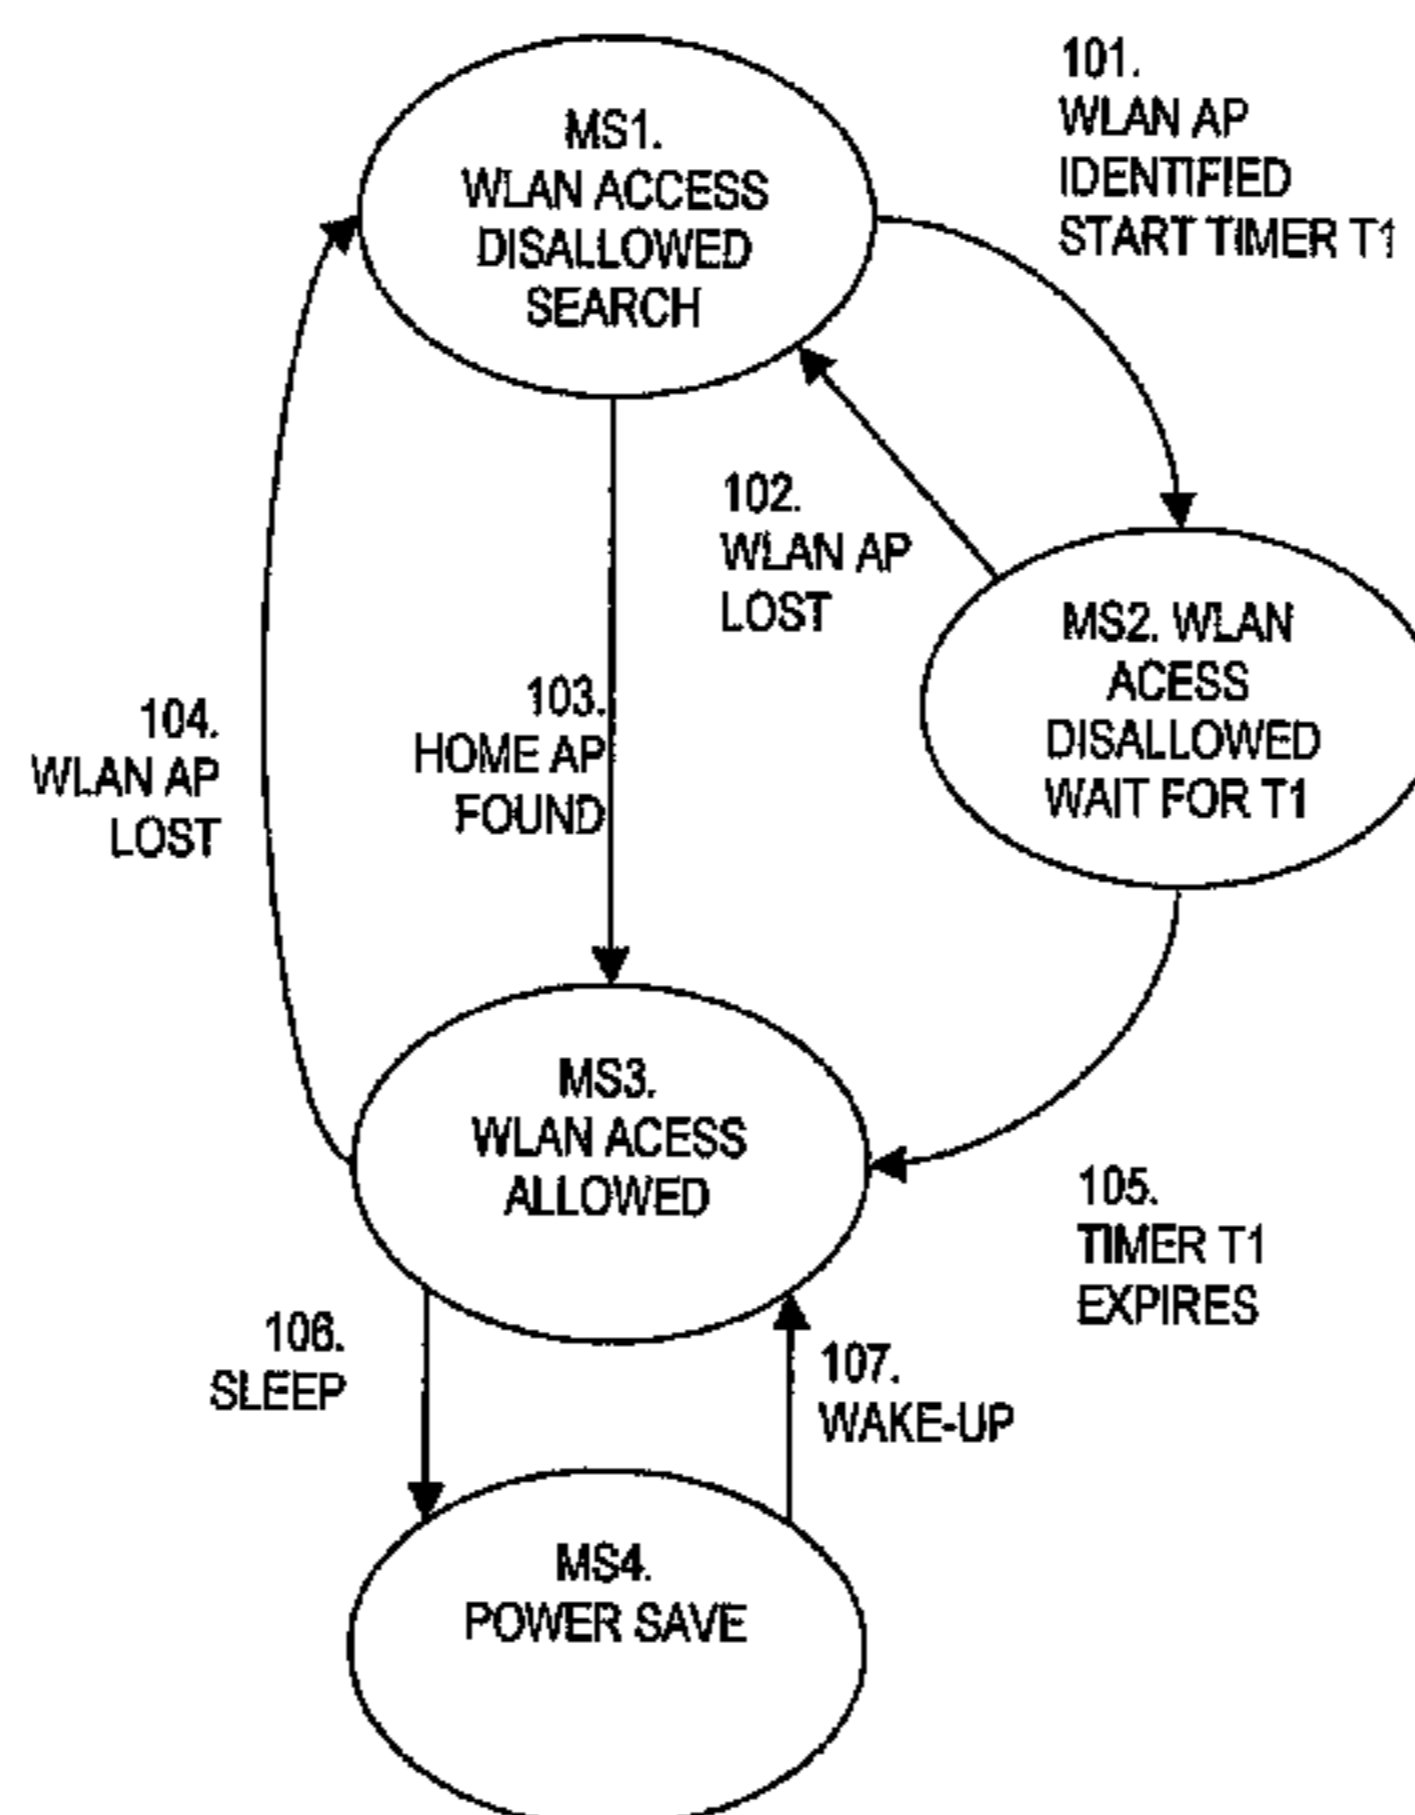 101.
WLAN AP
IDENTIFIED
START TIMER T1
MS1.
WLAN ACCESS
DISALLOWED
SEARCH
102.
WLAN AP
LOST
MS2. WLAN
ACESS
DISALLOWED
WAIT FOR T1
103.
HOME AP
FOUND
104.
WLAN AP
LOST
MS3.
WLAN ACESS
ALLOWED
105.
TIMER T1
EXPIRES
106.
SLEEP
107.
WAKE-UP
MS4.
POWER SAVE